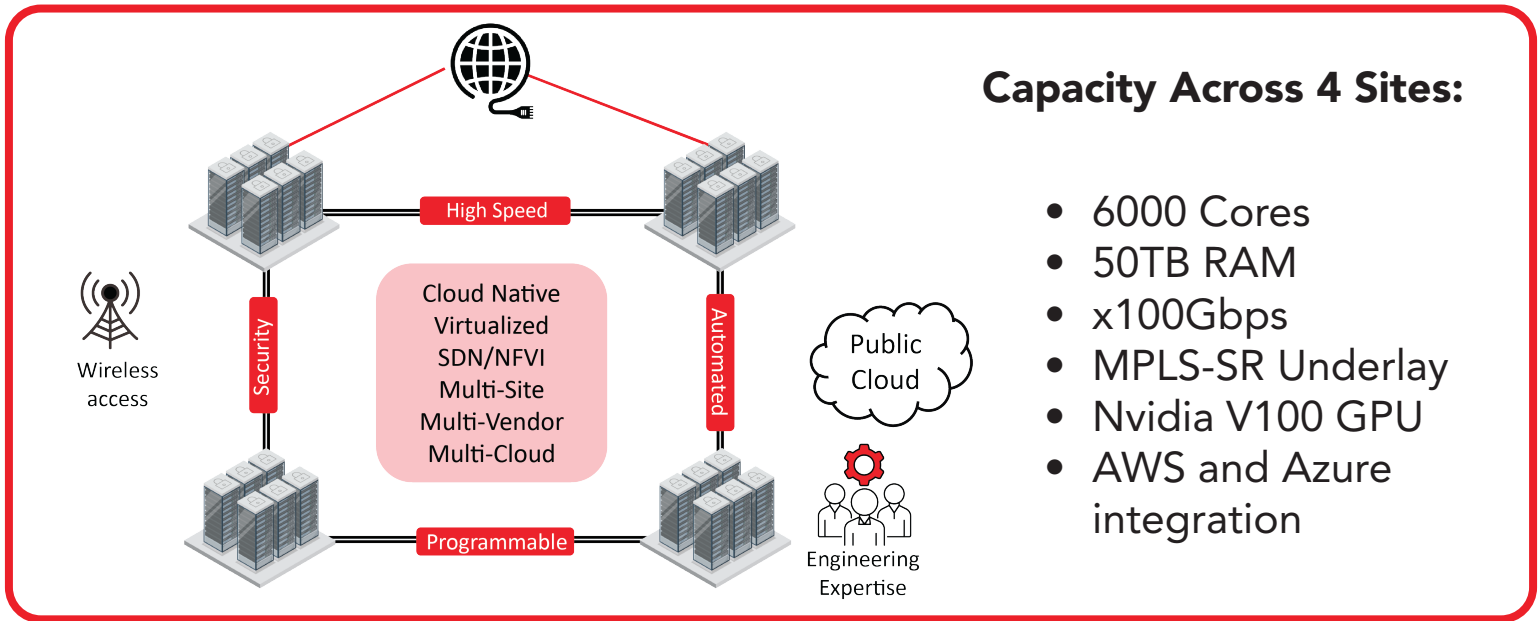 Capacity Across 4 Sites:
High Speed
Security
Cloud Native
Virtualized
SDN/NFVI
Multi-Site
Multi-Vendor
Multi-Cloud
Automated
Programmable
Wireless
access
Public
Cloud
Engineering
Expertise
• 6000 Cores
• 50TB RAM
• x100Gbps
• MPLS-SR Underlay
• Nvidia V100 GPU
• AWS and Azure
integration